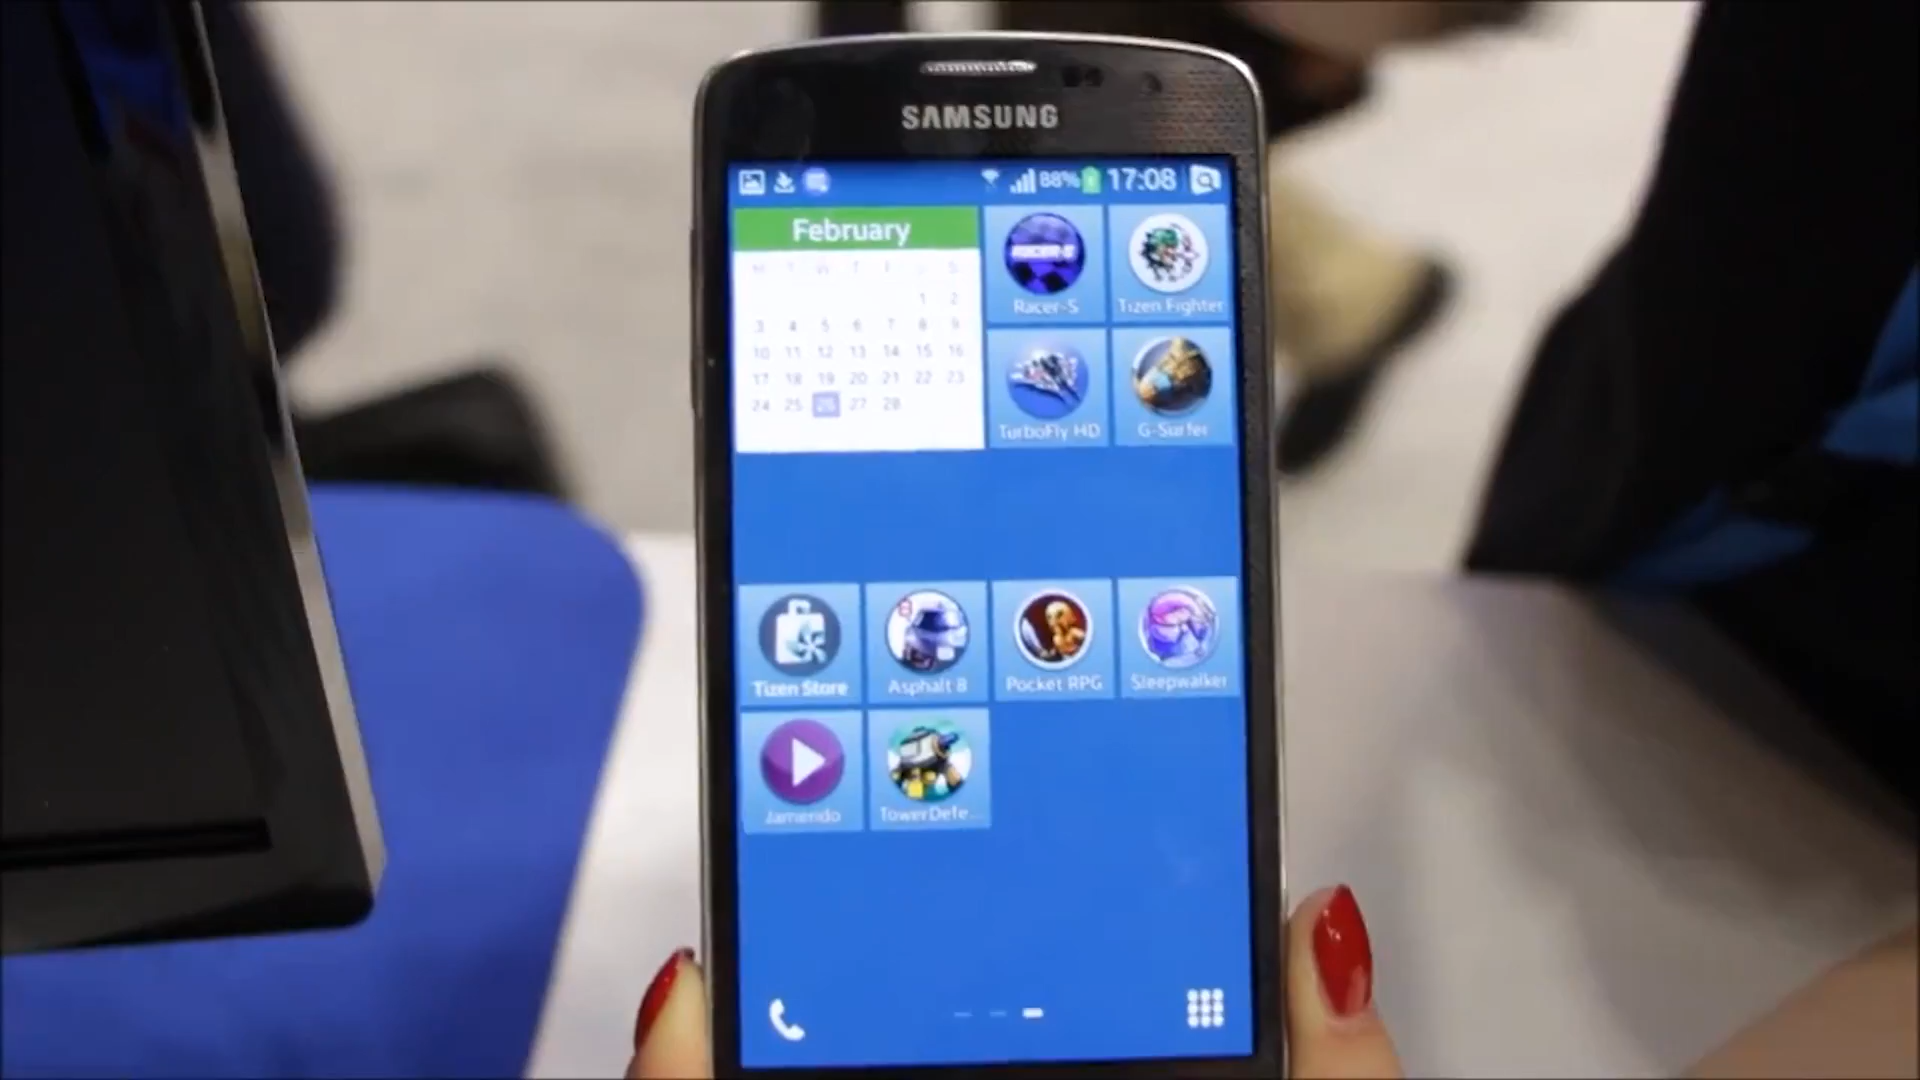 SAMSUNG
88% 17:08
February
M T W T F S S
1 2
3 4 5 6 7 8 9
10 11 12 13 14 15 16
17 18 19 20 21 22 23
24 25 26 27 28
RACER-S
Racer-S
Tizen Fighter
TurboFly HD
G-Surfer
Tizen Store
Asphalt 8
Pocket RPG
Sleepwalker
Jamendo
TowerDefe...